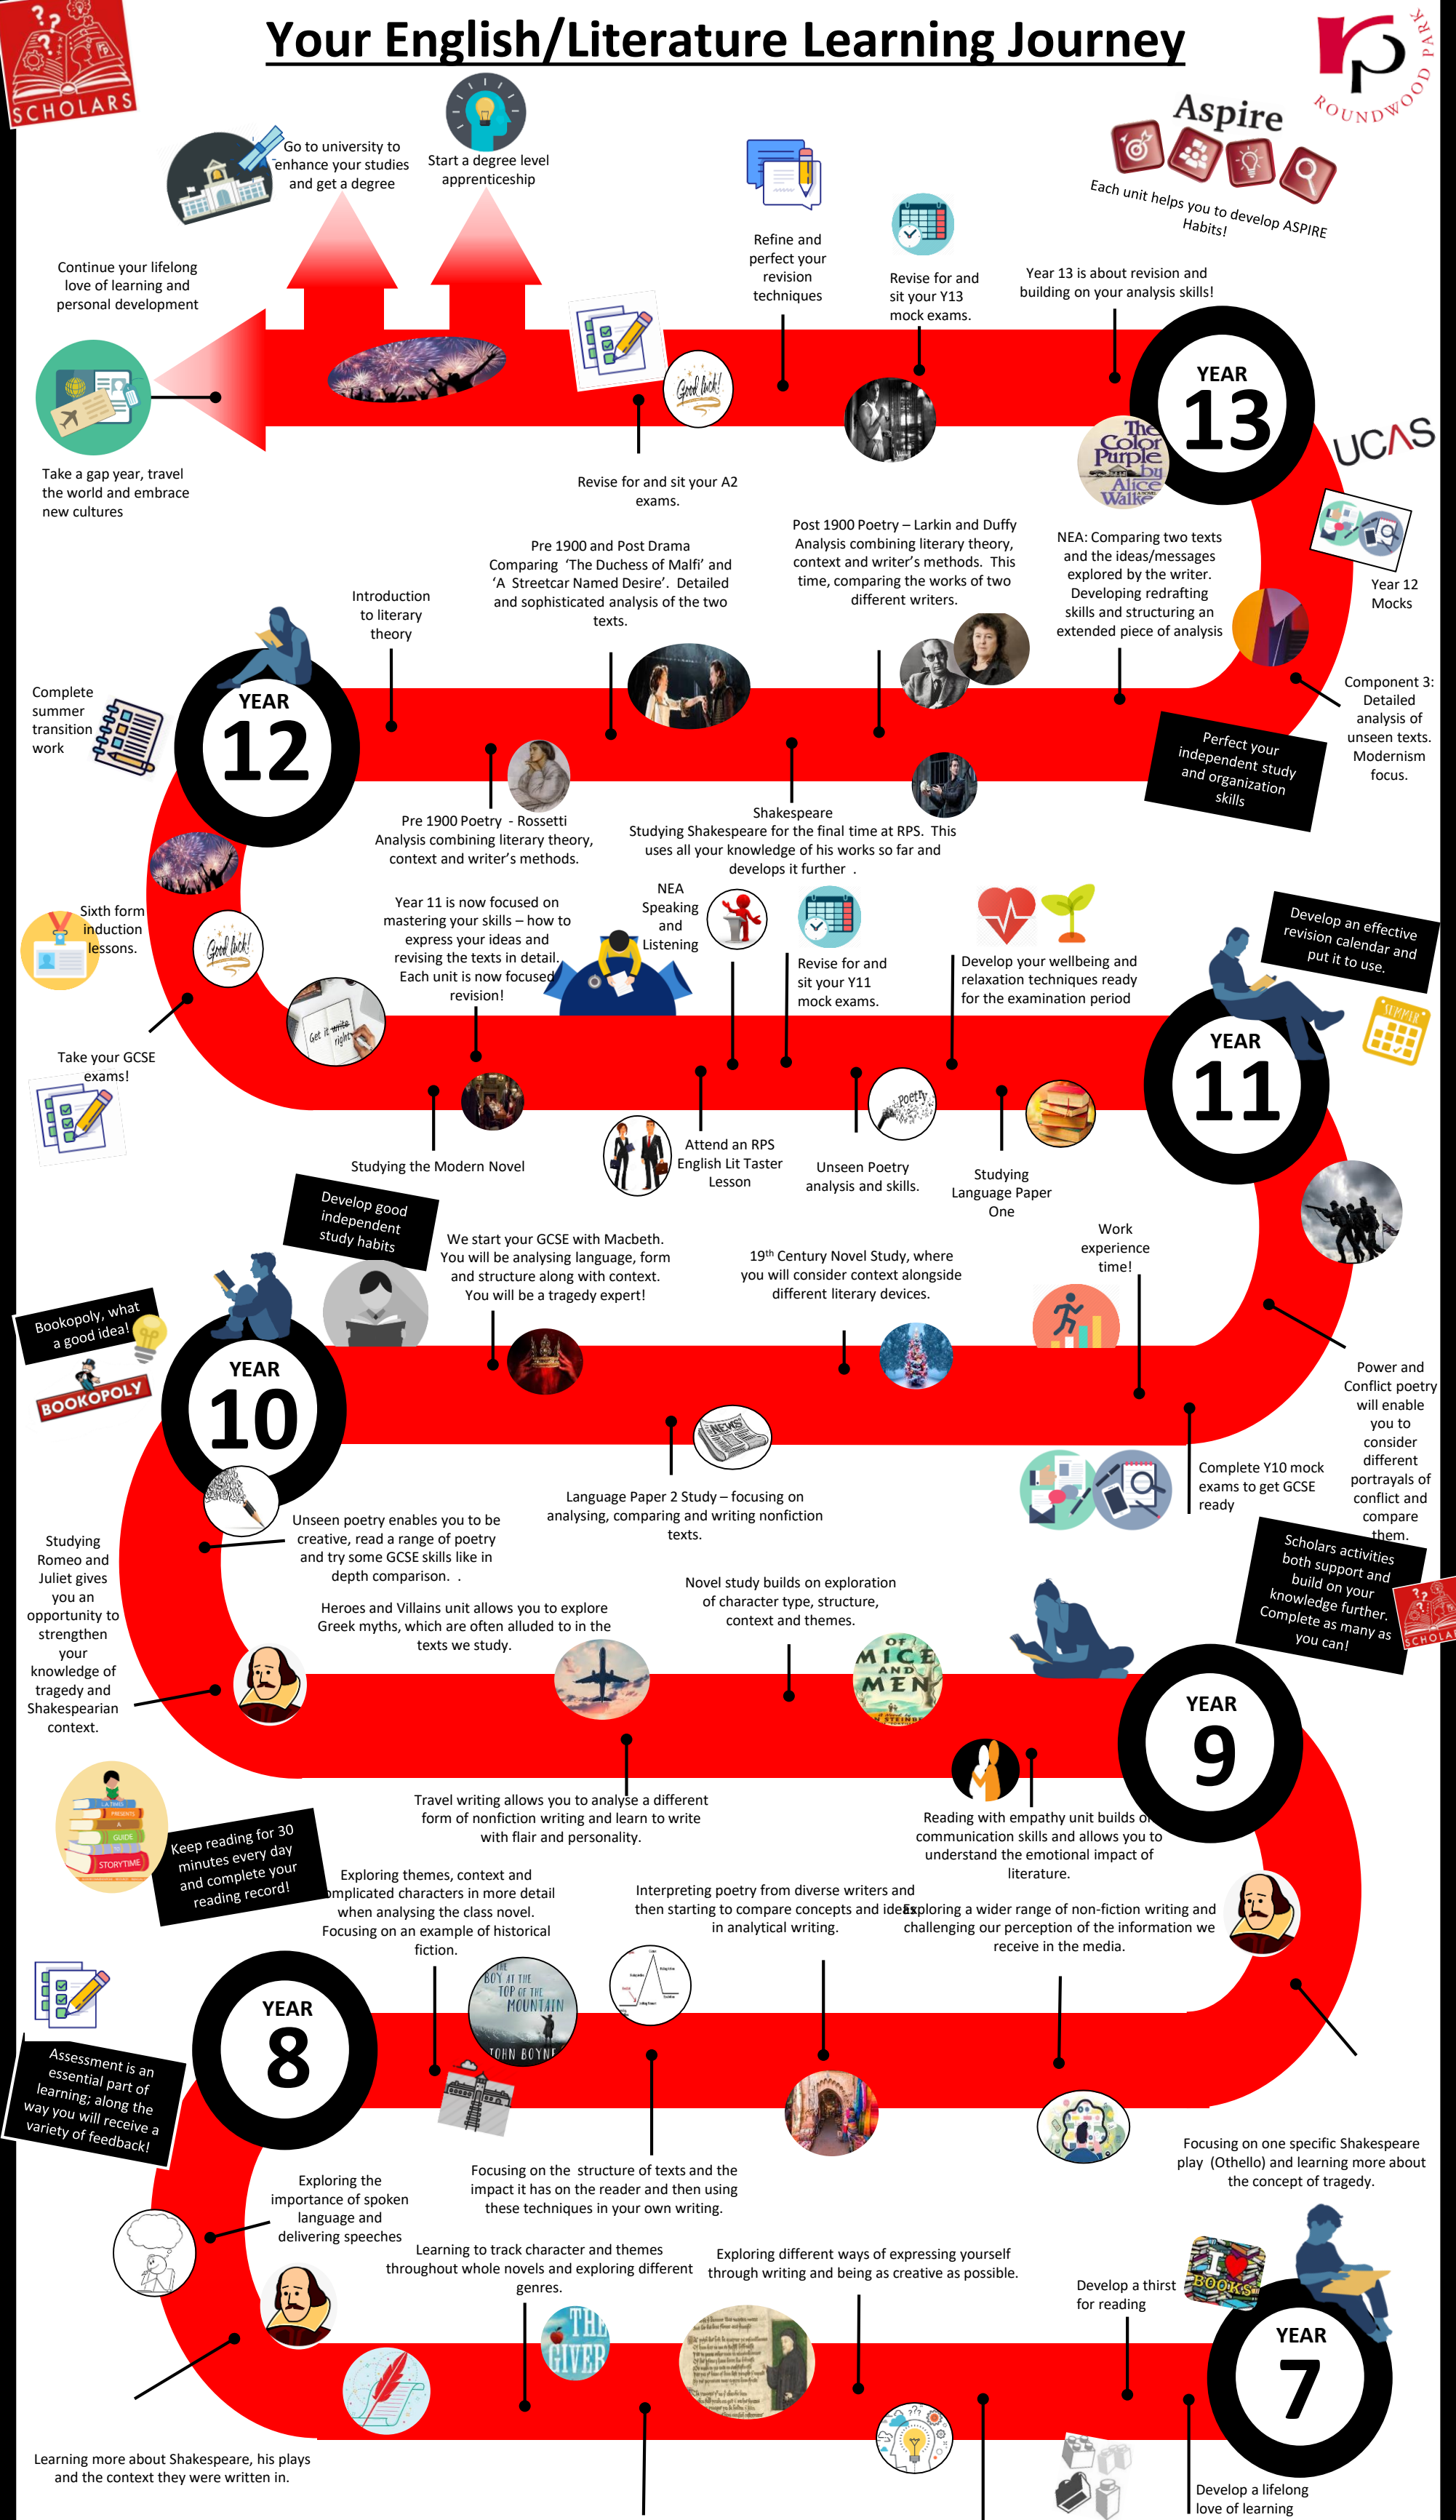 Your English/Literature Learning Journey
SCHOLARS
ROUNDWOOD PARK
Aspire
Each unit helps you to develop ASPIRE
Habits!
Go to university to
enhance your studies
and get a degree
Start a degree level
apprenticeship
Refine and
perfect your
revision
techniques
Revise for and
sit your Y13
mock exams.
Year 13 is about revision and
building on your analysis skills!
Continue your lifelong
love of learning and
personal development
Good luck!
YEAR
13
The
Color
Purple
by
Alice
Walke
UCAS
Take a gap year, travel
the world and embrace
new cultures
Revise for and sit your A2
exams.
Year 12
Mocks
Introduction
to literary
theory
Pre 1900 and Post Drama
Comparing ‘The Duchess of Malfi’ and
‘A Streetcar Named Desire’. Detailed
and sophisticated analysis of the two
texts.
Post 1900 Poetry – Larkin and Duffy
Analysis combining literary theory,
context and writer’s methods. This
time, comparing the works of two
different writers.
NEA: Comparing two texts
and the ideas/messages
explored by the writer.
Developing redrafting
skills and structuring an
extended piece of analysis
Component 3:
Detailed
analysis of
unseen texts.
Modernism
focus.
Complete
summer
transition
work
YEAR
12
Perfect your
independent study
and organization
skills
Pre 1900 Poetry - Rossetti
Analysis combining literary theory,
context and writer’s methods.
Shakespeare
Studying Shakespeare for the final time at RPS. This
uses all your knowledge of his works so far and
develops it further .
Sixth form
induction
lessons.
Good luck!
Year 11 is now focused on
mastering your skills – how to
express your ideas and
revising the texts in detail.
Each unit is now focused
revision!
NEA
Speaking
and
Listening
Revise for and
sit your Y11
mock exams.
Develop your wellbeing and
relaxation techniques ready
for the examination period
Develop an effective
revision calendar and
put it to use.
SUMMER
Get it write
right
YEAR
11
Take your GCSE
exams!
Poetry
Studying the Modern Novel
Attend an RPS
English Lit Taster
Lesson
Unseen Poetry
analysis and skills.
Studying
Language Paper
One
Develop good
independent
study habits
We start your GCSE with Macbeth.
You will be analysing language, form
and structure along with context.
You will be a tragedy expert!
19th Century Novel Study, where
you will consider context alongside
different literary devices.
Work
experience
time!
Bookopoly, what
a good idea!
BOOKOPOLY
YEAR
10
NEWS
Power and
Conflict poetry
will enable
you to
consider
different
portrayals of
conflict and
compare
them.
Language Paper 2 Study – focusing on
analysing, comparing and writing nonfiction
texts.
Complete Y10 mock
exams to get GCSE
ready
Unseen poetry enables you to be
creative, read a range of poetry
and try some GCSE skills like in
depth comparison. .
Studying
Romeo and
Juliet gives
you an
opportunity to
strengthen
your
knowledge of
tragedy and
Shakespearian
context.
Scholars activities
both support and
build on your
knowledge further.
Complete as many as
you can!
SCHOLAR
Heroes and Villains unit allows you to explore
Greek myths, which are often alluded to in the
texts we study.
Novel study builds on exploration
of character type, structure,
context and themes.
OF
MICE
AND
MEN
YEAR
9
Travel writing allows you to analyse a different
form of nonfiction writing and learn to write
with flair and personality.
Reading with empathy unit builds on
communication skills and allows you to
understand the emotional impact of
literature.
PRESENTS
A
GUIDE
STORYTIME
Keep reading for 30
minutes every day
and complete your
reading record!
Exploring themes, context and
omplicated characters in more detail
when analysing the class novel.
Focusing on an example of historical
fiction.
Interpreting poetry from diverse writers and
then starting to compare concepts and ideas
in analytical writing.
Exploring a wider range of non-fiction writing and
challenging our perception of the information we
receive in the media.
THE
BOY AT THE
TOP OF THE
MOUNTAIN
JOHN BOYNE
YEAR
8
Assessment is an
essential part of
learning; along the
way you will receive a
variety of feedback!
Focusing on the structure of texts and the
impact it has on the reader and then using
these techniques in your own writing.
Focusing on one specific Shakespeare
play (Othello) and learning more about
the concept of tragedy.
Exploring the
importance of spoken
language and
delivering speeches
Learning to track character and themes
throughout whole novels and exploring different
genres.
Exploring different ways of expressing yourself
through writing and being as creative as possible.
Develop a thirst
for reading
I
BOOKS
THE
GIVER
YEAR
7
Learning more about Shakespeare, his plays
and the context they were written in.
Develop a lifelong
love of learning